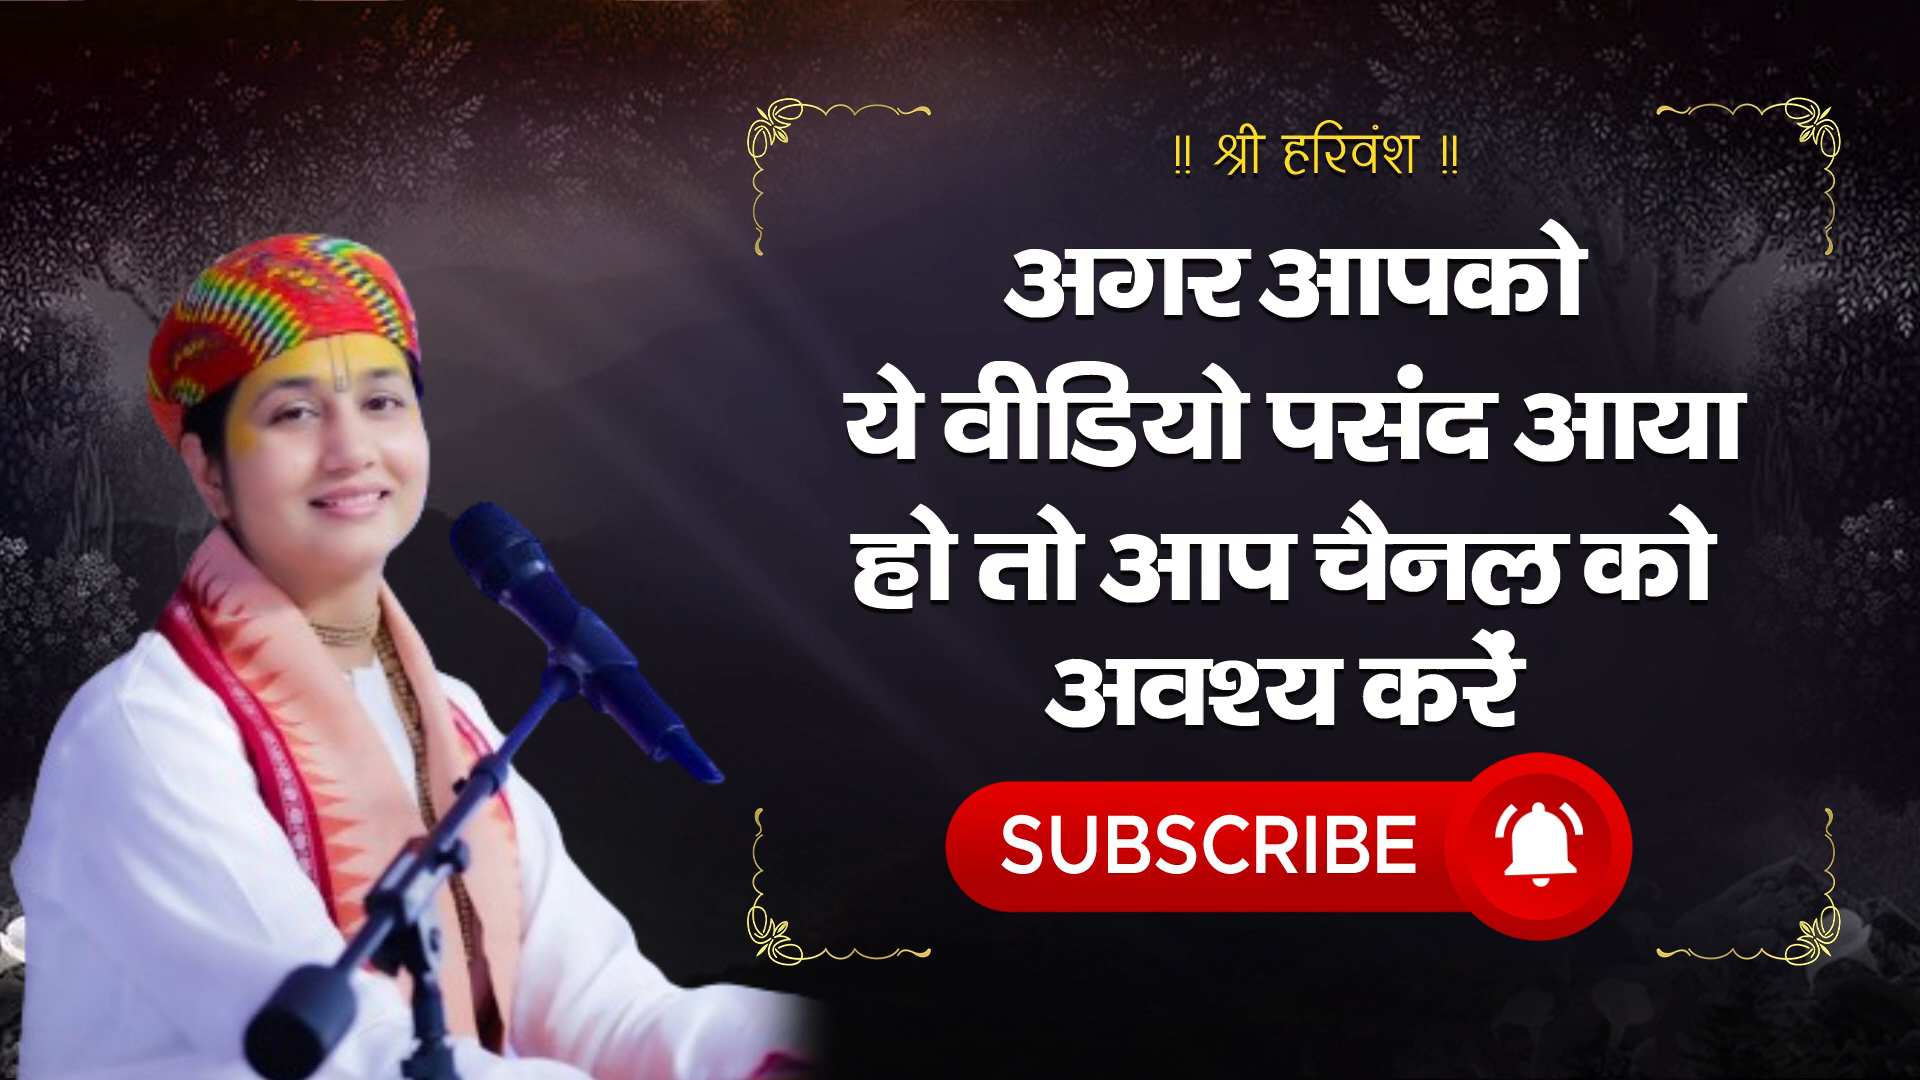 !! श्री हरिवंश !!
अगर आपको
ये वीडियो पसंद आया
हो तो आप चैनल को
अवश्य करें
SUBSCRIBE